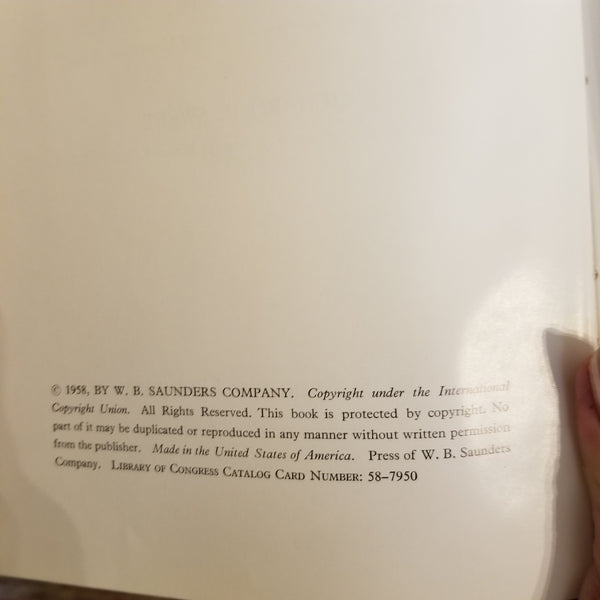 © 1958, BY W. B. SAUNDERS COMPANY. Copyright under the International
Copyright Union. All Rights Reserved. This book is protected by copyright. No
part of it may be duplicated or reproduced in any manner without written permission
from the publisher. Made in the United States of America. Press of W. B. Saunders
Company. LIBRARY OF CONGRESS CATALOG CARD NUMBER: 58-7950